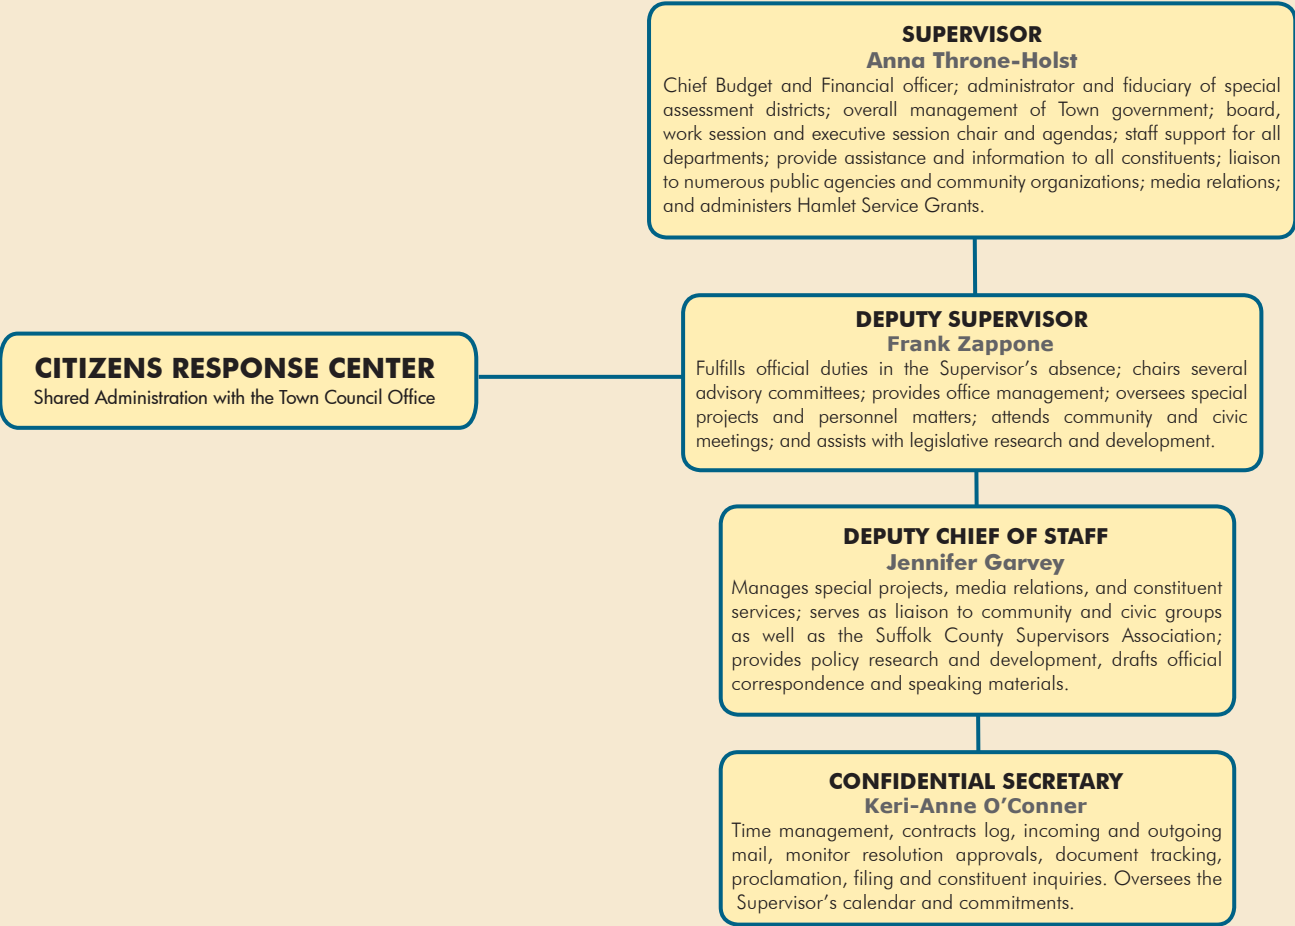 SUPERVISOR
Anna Throne-Holst
Chief Budget and Financial officer; administrator and fiduciary of special
assessment districts; overall management of Town government; board,
work session and executive session chair and agendas; staff support for all
departments; provide assistance and information to all constituents; liaison
to numerous public agencies and community organizations; media relations;
and administers Hamlet Service Grants.
CITIZENS RESPONSE CENTER
Shared Administration with the Town Council Office
DEPUTY SUPERVISOR
Frank Zappone
Fulfills official duties in the Supervisor’s absence; chairs several
advisory committees; provides office management; oversees special
projects and personnel matters; attends community and civic
meetings; and assists with legislative research and development.
DEPUTY CHIEF OF STAFF
Jennifer Garvey
Manages special projects, media relations, and constituent
services; serves as liaison to community and civic groups
as well as the Suffolk County Supervisors Association;
provides policy research and development, drafts official
correspondence and speaking materials.
CONFIDENTIAL SECRETARY
Keri-Anne O’Conner
Time management, contracts log, incoming and outgoing
mail, monitor resolution approvals, document tracking,
proclamation, filing and constituent inquiries. Oversees the
Supervisor’s calendar and commitments.